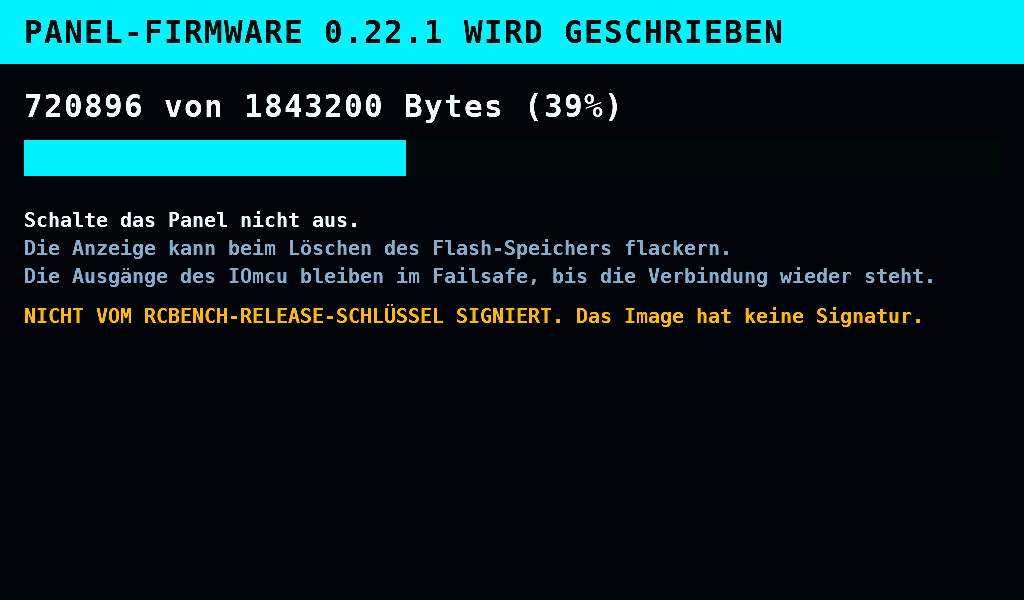 PANEL-FIRMWARE 0.22.1 WIRD GESCHRIEBEN
720896 von 1843200 Bytes (39%)
Schalte das Panel nicht aus.
Die Anzeige kann beim Löschen des Flash-Speichers flackern.
Die Ausgänge des IOmcu bleiben im Failsafe, bis die Verbindung wieder steht.
NICHT VOM RCBENCH-RELEASE-SCHLÜSSEL SIGNIERT. Das Image hat keine Signatur.